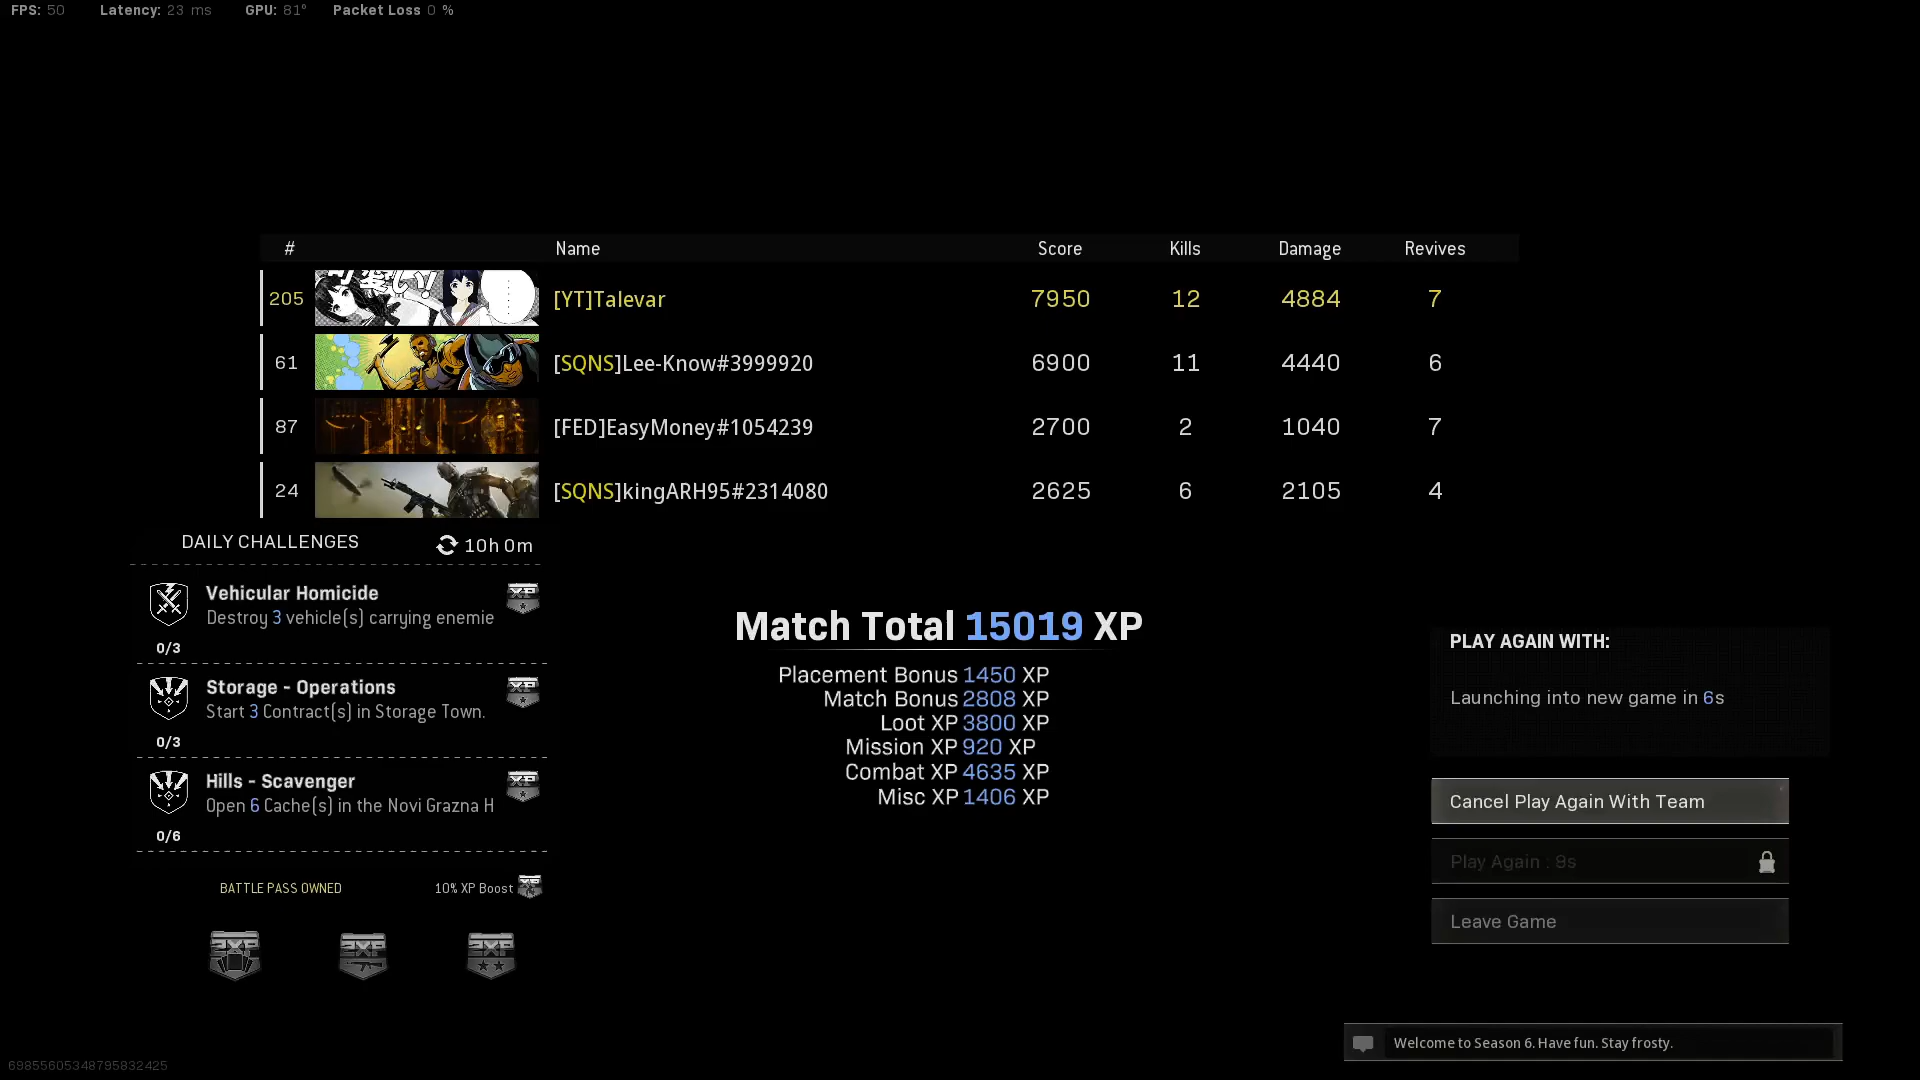 FPS: 50 Latency: 23 ms GPU: 81° Packet Loss 0 %
# Name Score Kills Damage Revives
205 [YT]Talevar 7950 12 4884 7
61 [SQNS]Lee-Know#3999920 6900 11 4440 6
87 [FED]EasyMoney#1054239 2700 2 1040 7
24 [SQNS]kingARH95#2314080 2625 6 2105 4
DAILY CHALLENGES 10h 0m
Vehicular Homicide
Destroy 3 vehicle(s) carrying enemie
0/3
Storage - Operations
Start 3 Contract(s) in Storage Town.
0/3
Hills - Scavenger
Open 6 Cache(s) in the Novi Grazna H
0/6
BATTLE PASS OWNED 10% XP Boost
2XP 2XP 2XP
Match Total 15019 XP
Placement Bonus 1450 XP
Match Bonus 2808 XP
Loot XP 3800 XP
Mission XP 920 XP
Combat XP 4635 XP
Misc XP 1406 XP
PLAY AGAIN WITH:
Launching into new game in 6s
Cancel Play Again With Team
Play Again : 8s
Leave Game
Welcome to Season 6. Have fun. Stay frosty.
69855605348795832425